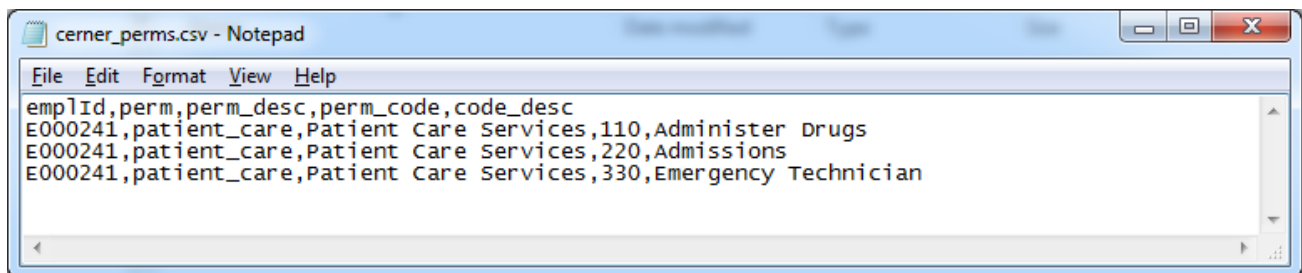 cerner_perms.csv - Notepad
File Edit Format View Help
emplId,perm,perm_desc,perm_code,code_desc
E000241,patient_care,Patient Care Services,110,Administer Drugs
E000241,patient_care,Patient Care Services,220,Admissions
E000241,patient_care,Patient Care Services,330,Emergency Technician